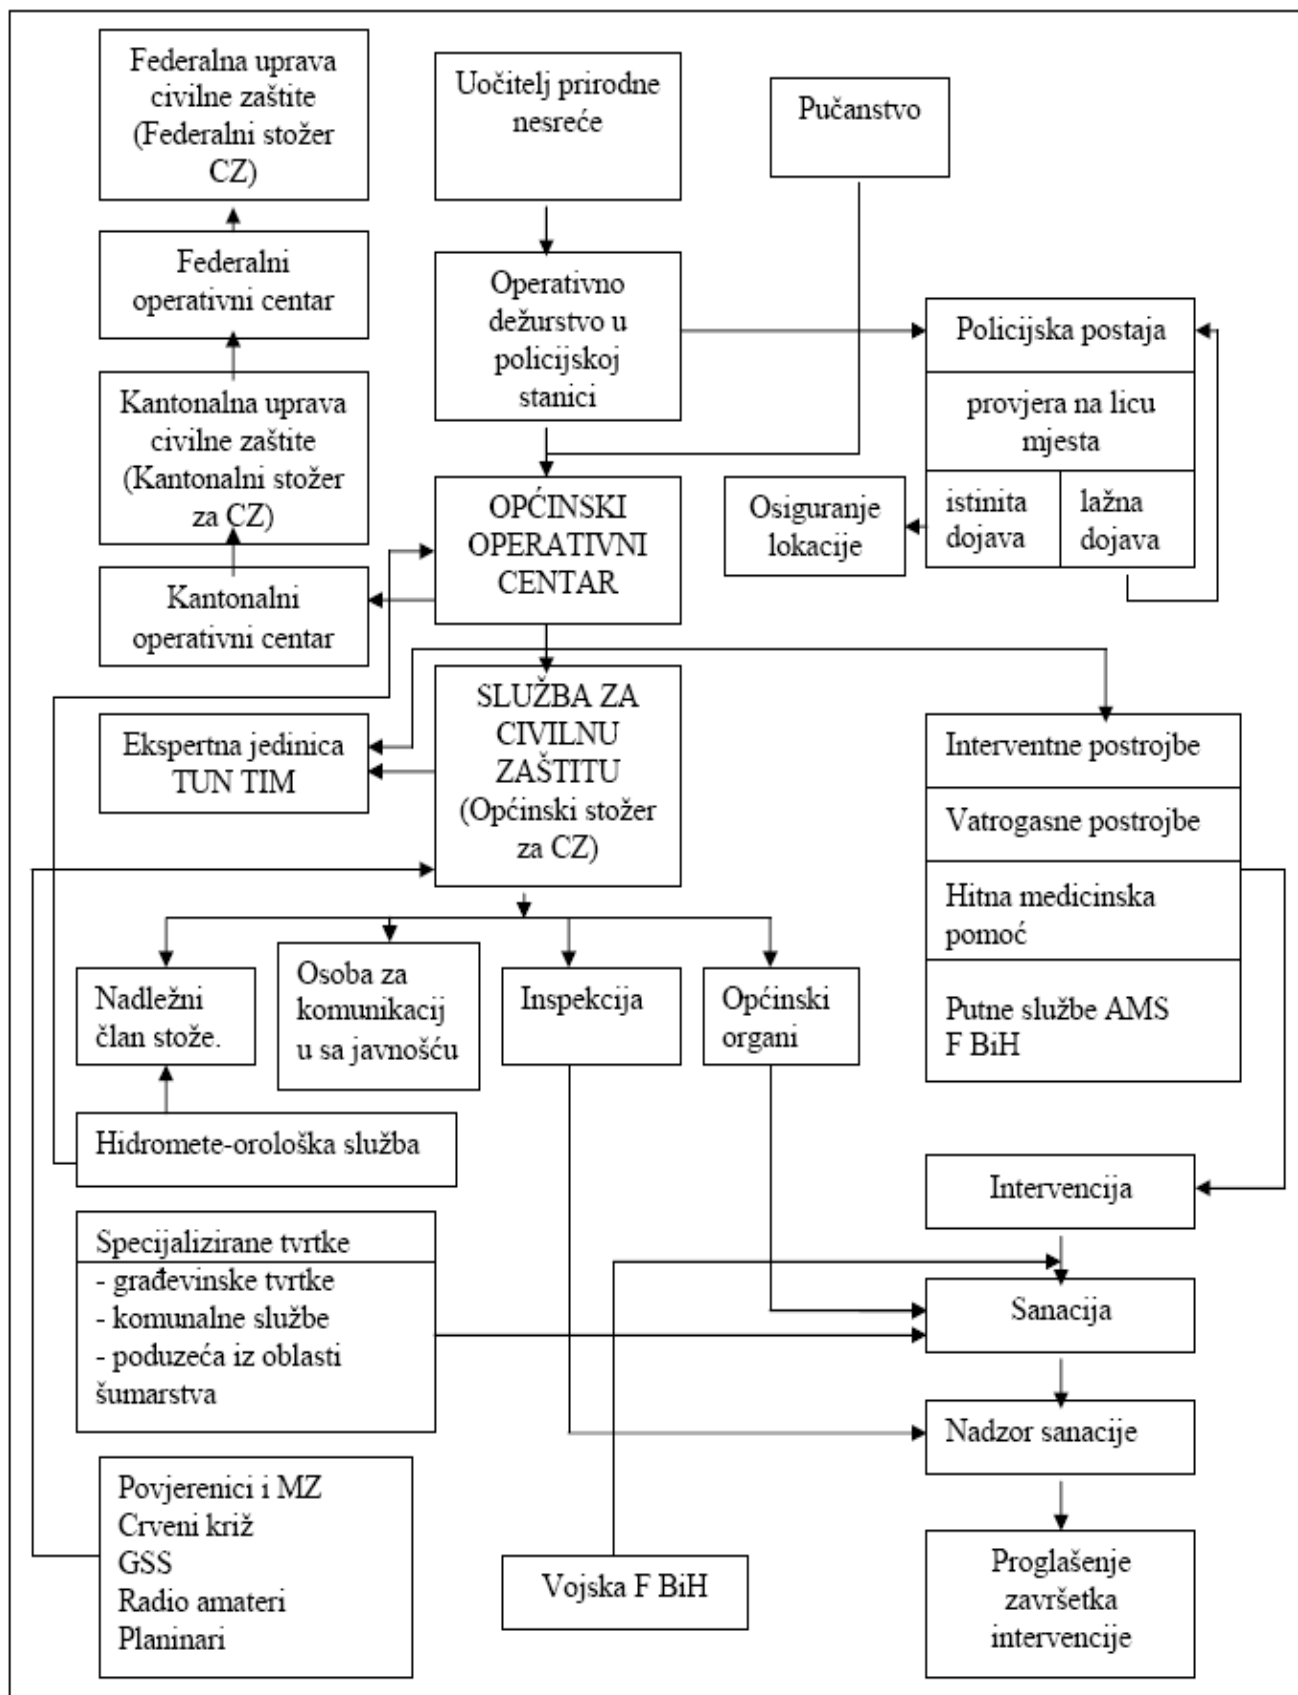 Federalna uprava
civilne zaštite
(Federalni stožer
CZ)
Uočitelj prirodne
nesreće
Pučanstvo
Federalni
operativni centar
Operativno
dežurstvo u
policijskoj
stanici
Policijska postaja
provjera na licu
mjesta
istinita
dojava
lažna
dojava
Kantonalna uprava
civilne zaštite
(Kantonalni stožer
za CZ)
OPĆINSKI
OPERATIVNI
CENTAR
Osiguranje
lokacije
Kantonalni
operativni centar
SLUŽBA ZA
CIVILNU
ZAŠTITU
(Općinski stožer
za CZ)
Ekspertna jedinica
TUN TIM
Interventne postrojbe
Vatrogasne postrojbe
Hitna medicinska
pomoć
Putne službe AMS
F BiH
Nadležni
član stože.
Osoba za
komunikacij
u sa javnošću
Inspekcija
Općinski
organi
Hidromete-orološka služba
Intervencija
Specijalizirane tvrtke
- građevinske tvrtke
- komunalne službe
- poduzeća iz oblasti
šumarstva
Sanacija
Nadzor sanacije
Povjerenici i MZ
Crveni križ
GSS
Radio amateri
Planinari
Vojska F BiH
Proglašenje
završetka
intervencije